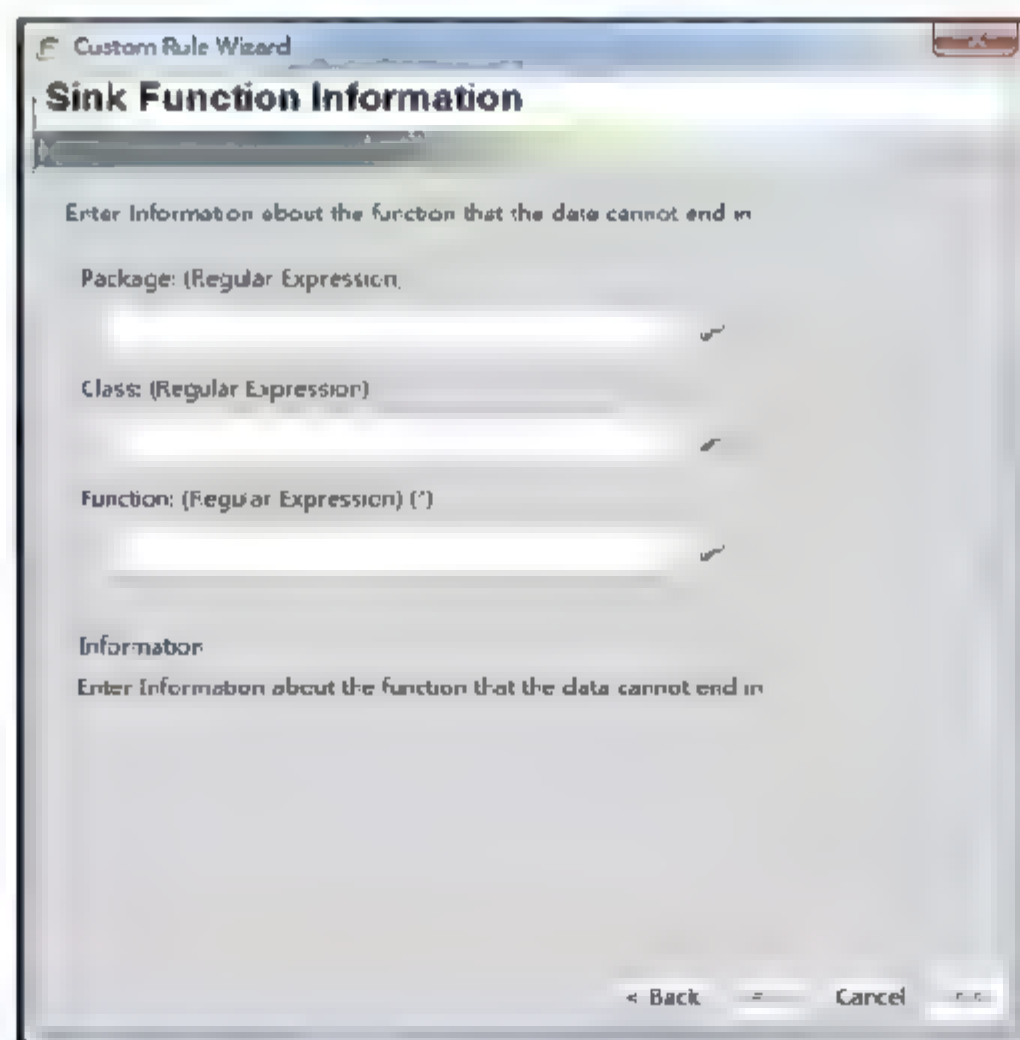 Custom Rule Wizard
Sink Function Information
Enter Information about the function that the data cannot end in
Package: (Regular Expression)
Class: (Regular Expression)
Function: (Regular Expression) (*)
Information
Enter Information about the function that the data cannot end in
< Back Cancel